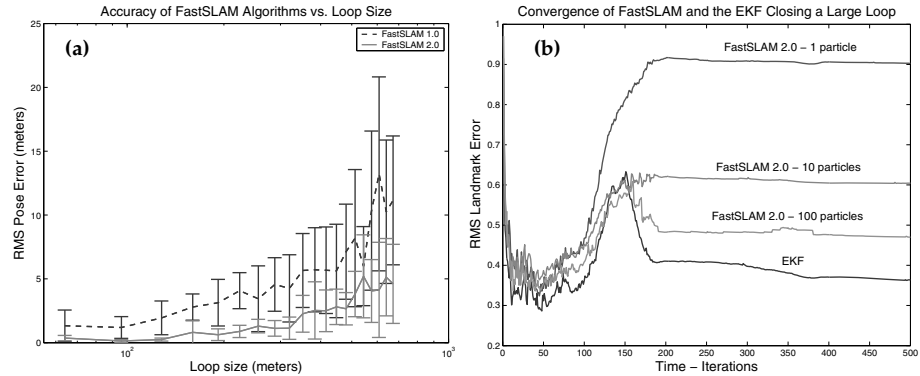 Accuracy of FastSLAM Algorithms vs. Loop Size
(a)
FastSLAM 1.0
FastSLAM 2.0
RMS Pose Error (meters)
25
20
15
10
5
0
10²
10³
Loop size (meters)
Convergence of FastSLAM and the EKF Closing a Large Loop
(b)
RMS Landmark Error
1
0.9
0.8
0.7
0.6
0.5
0.4
0.3
0.2
FastSLAM 2.0 – 1 particle
FastSLAM 2.0 – 10 particles
FastSLAM 2.0 – 100 particles
EKF
0 50 100 150 200 250 300 350 400 450 500
Time – Iterations